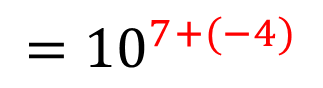 = 10^{7+(−4)}